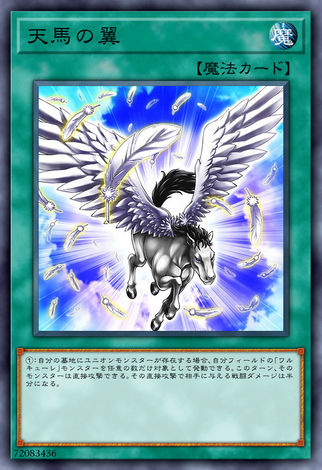 天馬の翼
魔
【魔法カード】
①：自分の墓地にユニオンモンスターが存在する場合、自分フィールドの「ワル
キューレ」モンスターを任意の数だけ対象として発動できる。このターン、そ
のモンスターは直接攻撃できる。その直接攻撃で相手に与える戦闘ダメージは半
分になる。
72083436